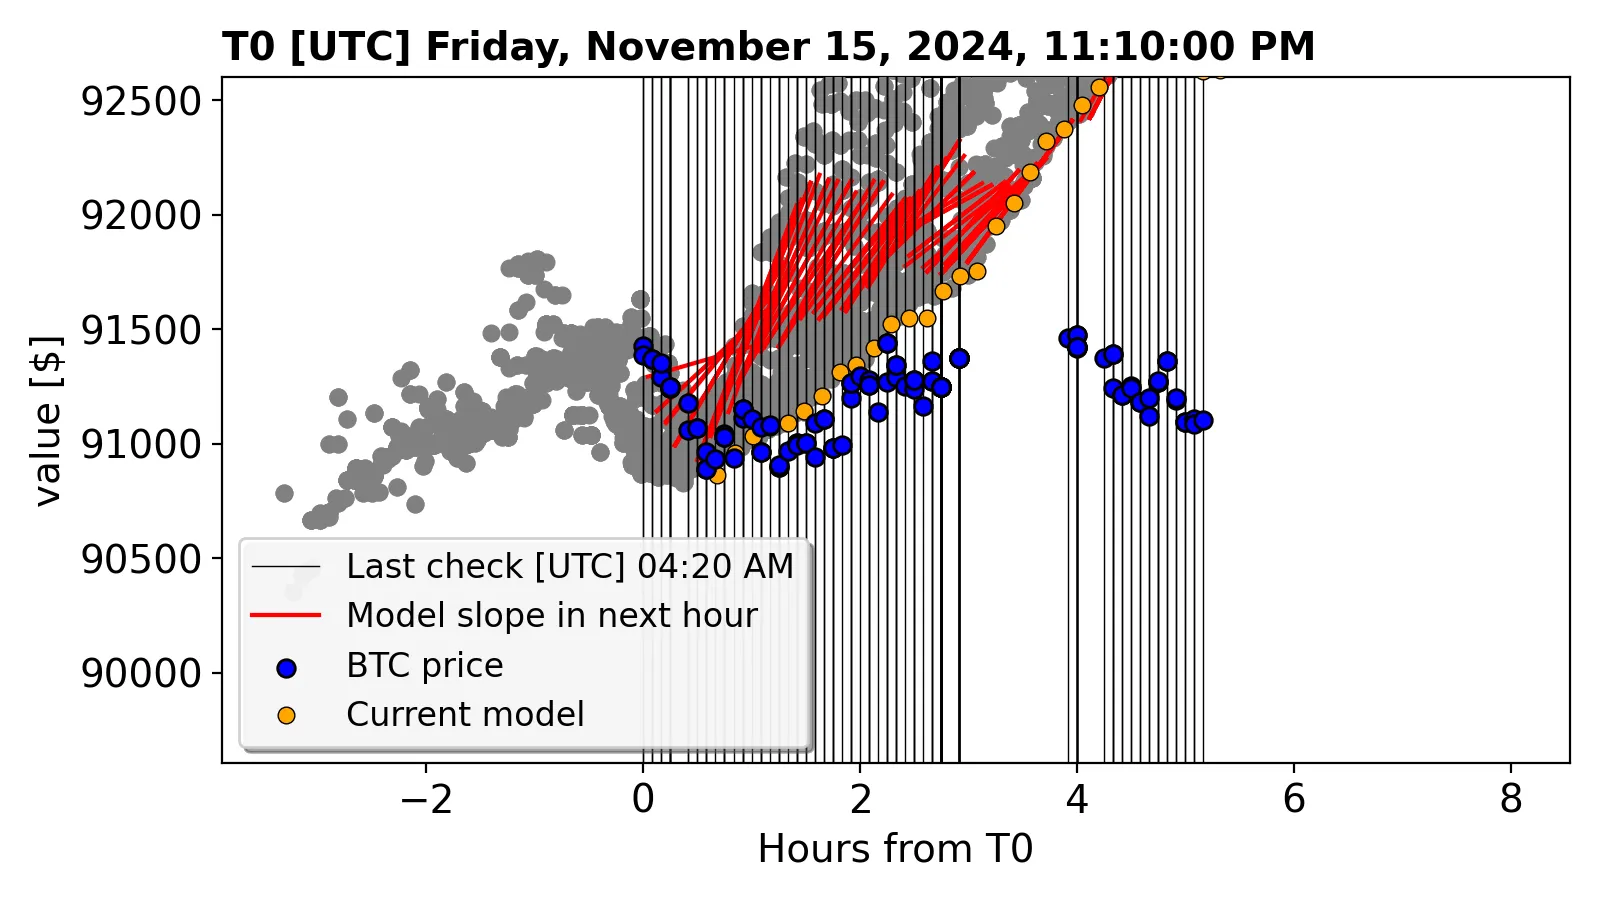 T0 [UTC] Friday, November 15, 2024, 11:10:00 PM
92500
92000
91500
91000
90500
90000
value [$]
Last check [UTC] 04:20 AM
Model slope in next hour
BTC price
Current model
−2 0 2 4 6 8
Hours from T0